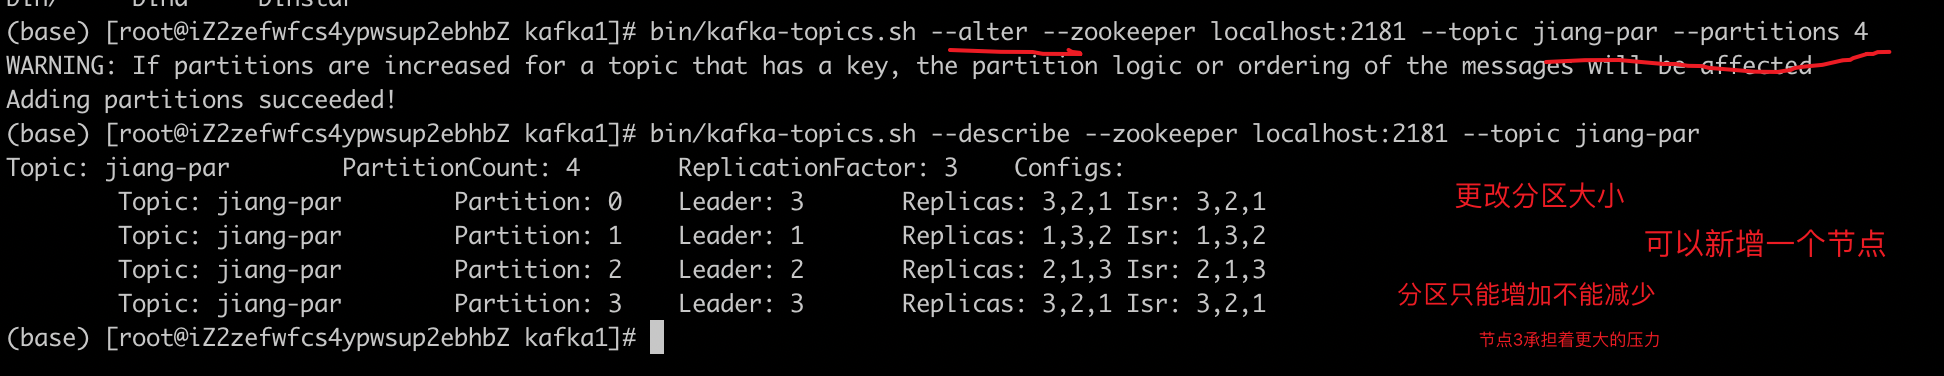 (base) [root@iZ2zefwfcs4ypwsup2ebhbZ kafka1]# bin/kafka-topics.sh --alter --zookeeper localhost:2181 --topic jiang-par --partitions 4
WARNING: If partitions are increased for a topic that has a key, the partition logic or ordering of the messages will be affected
Adding partitions succeeded!
(base) [root@iZ2zefwfcs4ypwsup2ebhbZ kafka1]# bin/kafka-topics.sh --describe --zookeeper localhost:2181 --topic jiang-par
Topic: jiang-par PartitionCount: 4 ReplicationFactor: 3 Configs:
Topic: jiang-par Partition: 0 Leader: 3 Replicas: 3,2,1 Isr: 3,2,1
更改分区大小
Topic: jiang-par Partition: 1 Leader: 1 Replicas: 1,3,2 Isr: 1,3,2
可以新增一个节点
Topic: jiang-par Partition: 2 Leader: 2 Replicas: 2,1,3 Isr: 2,1,3
Topic: jiang-par Partition: 3 Leader: 3 Replicas: 3,2,1 Isr: 3,2,1
分区只能增加不能减少
(base) [root@iZ2zefwfcs4ypwsup2ebhbZ kafka1]#
节点3承担着更大的压力